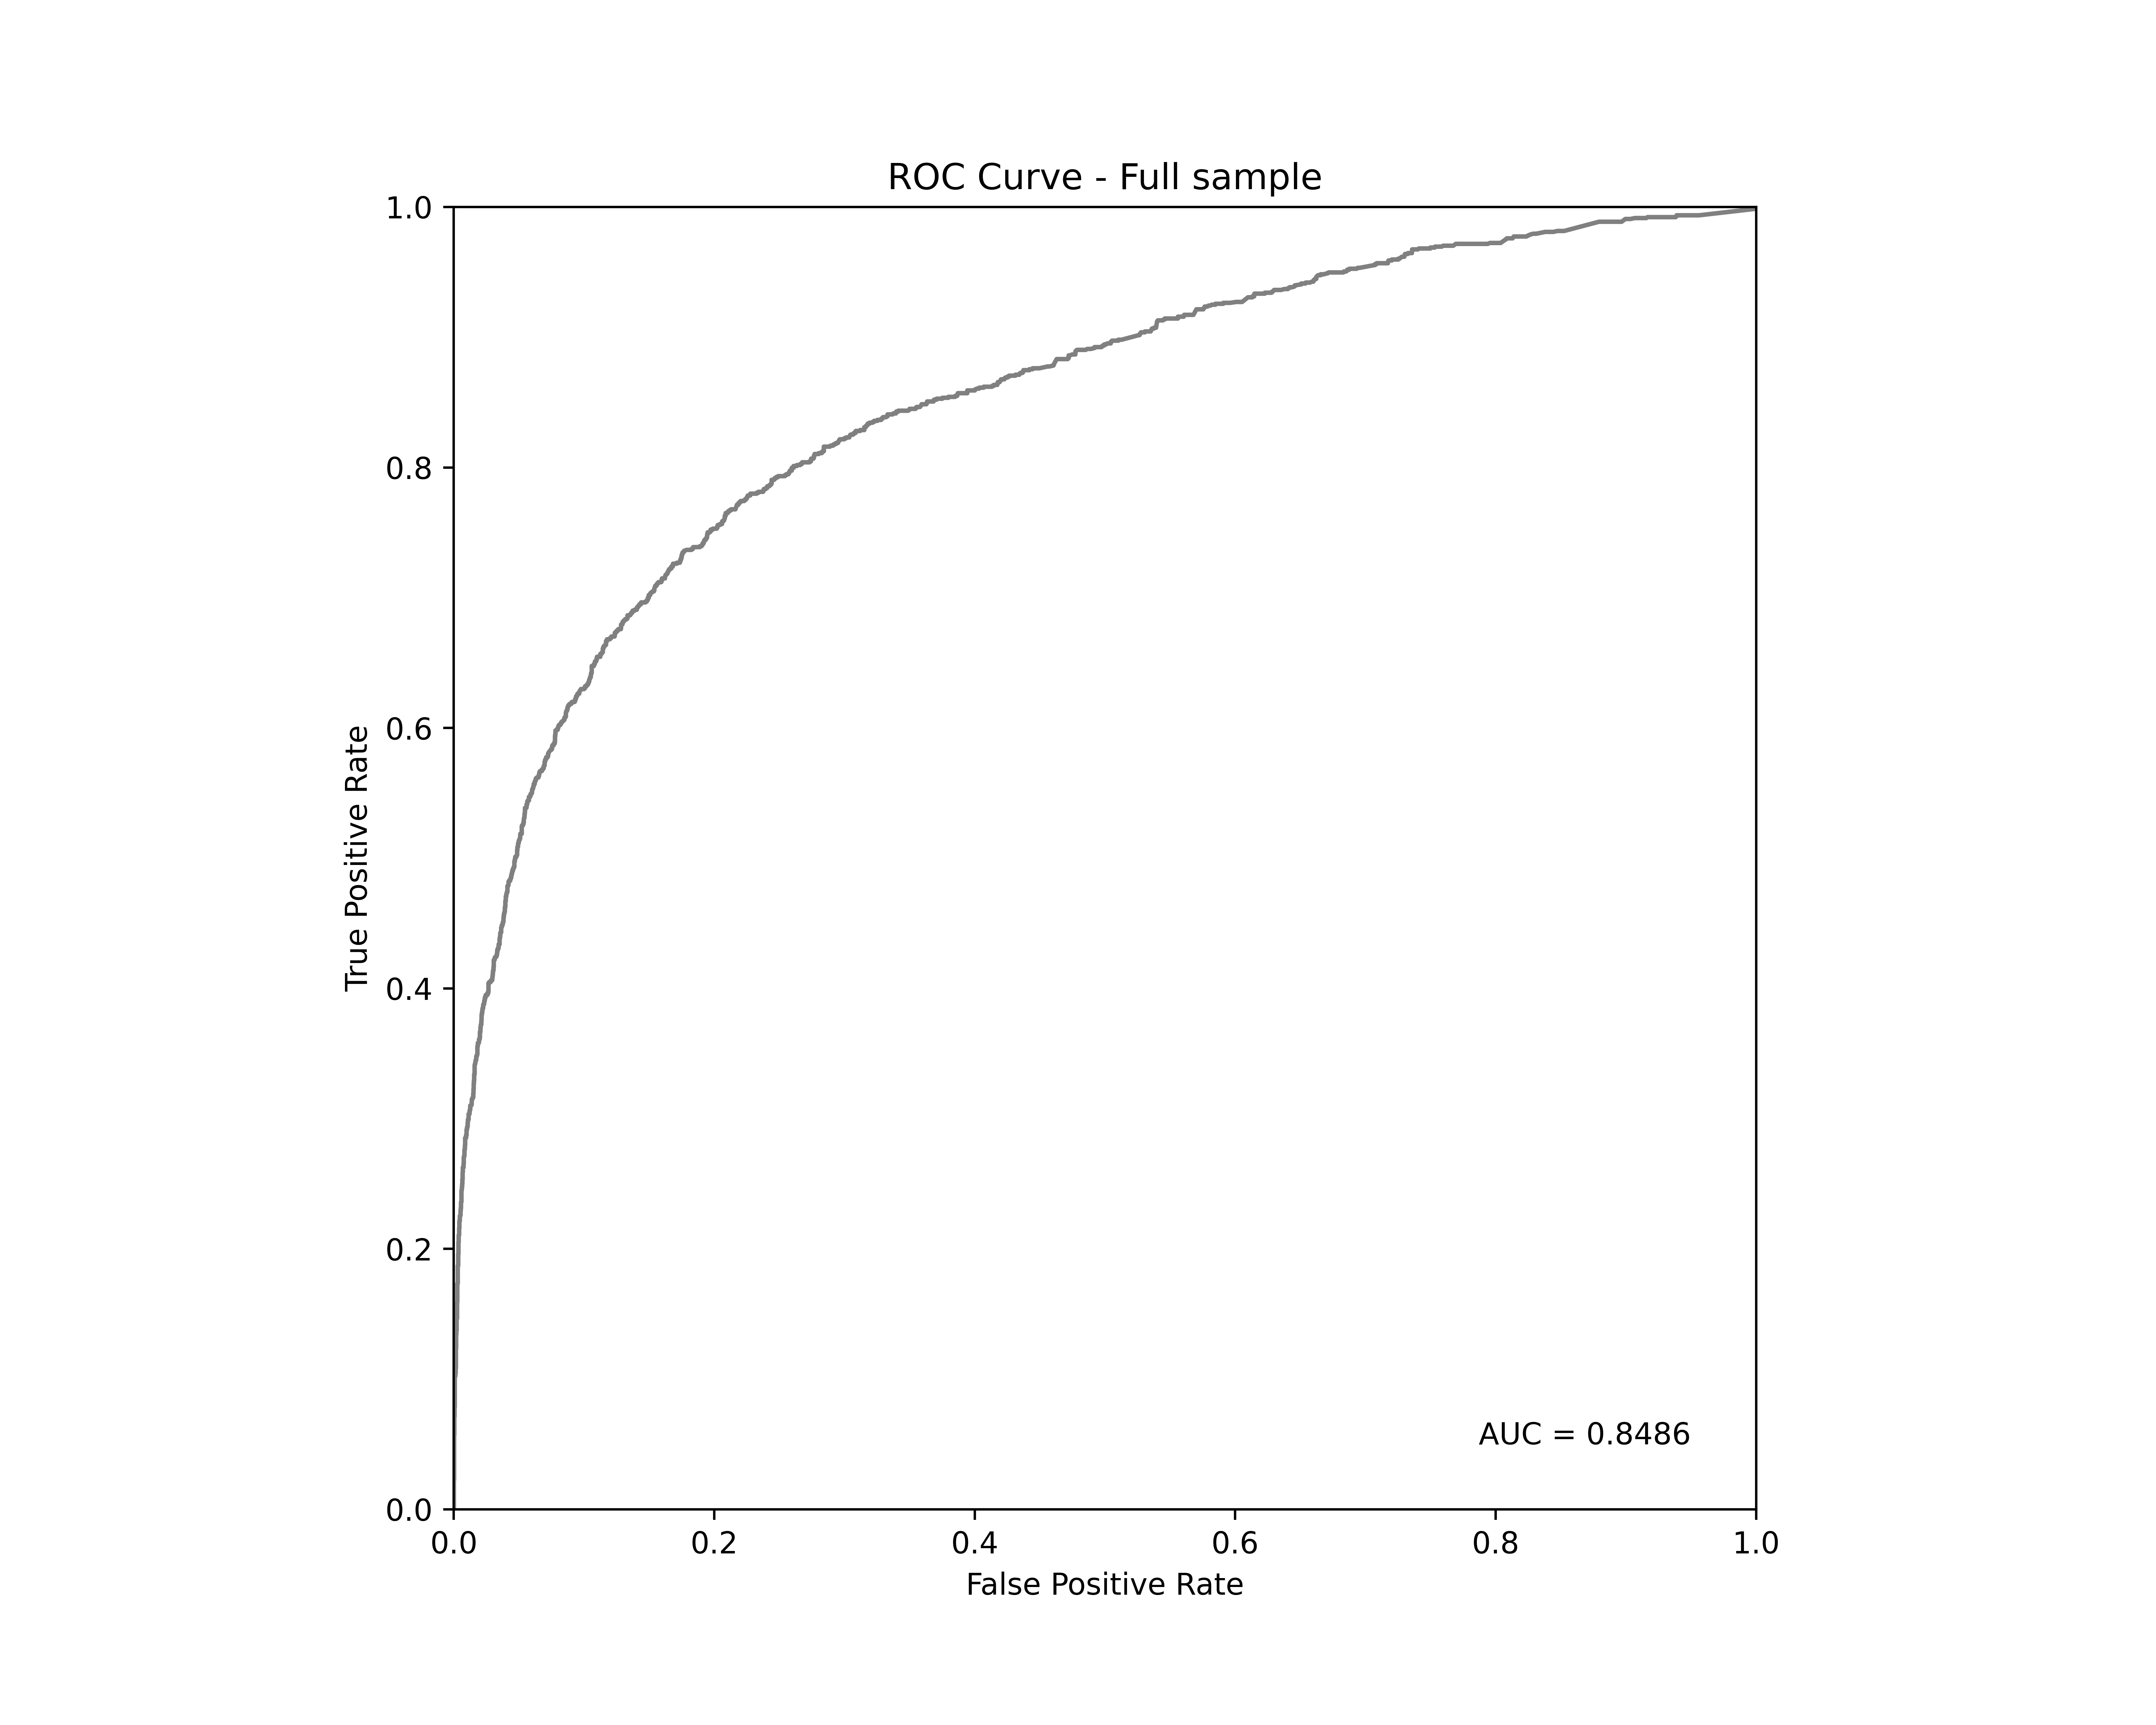 ROC Curve - Full sample
1.0
0.8
0.6
0.4
0.2
0.0
True Positive Rate
0.0 0.2 0.4 0.6 0.8 1.0
False Positive Rate
AUC = 0.8486